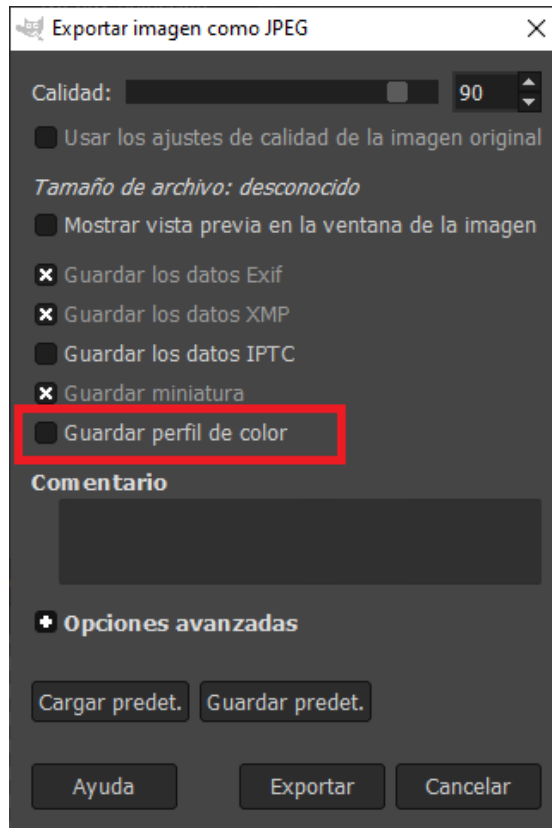 Exportar imagen como JPEG
Calidad: 90
Usar los ajustes de calidad de la imagen original
Tamaño de archivo: desconocido
Mostrar vista previa en la ventana de la imagen
Guardar los datos Exif
Guardar los datos XMP
Guardar los datos IPTC
Guardar miniatura
Guardar perfil de color
Comentario
Opciones avanzadas
Cargar predet. Guardar predet.
Ayuda Exportar Cancelar